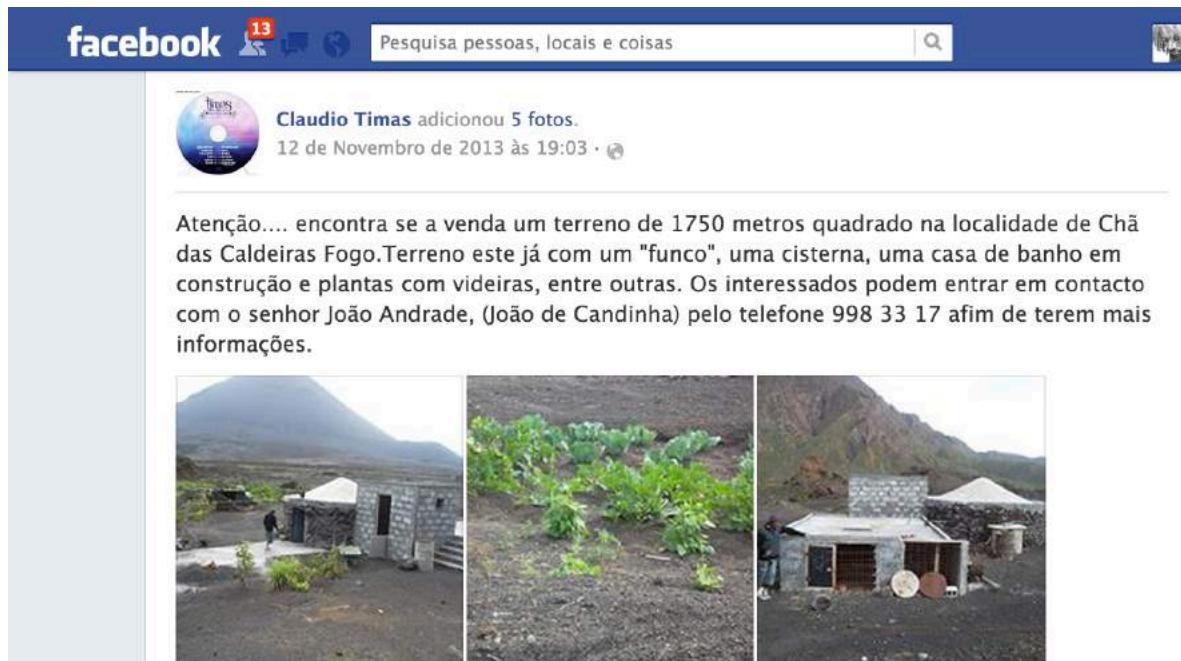 facebook
13
Pesquisa pessoas, locais e coisas
Claudio Timas adicionou 5 fotos.
12 de Novembro de 2013 às 19:03 ·
Atenção.... encontra se a venda um terreno de 1750 metros quadrado na localidade de Chã
das Caldeiras Fogo.Terreno este já com um "funco", uma cisterna, uma casa de banho em
construção e plantas com videiras, entre outras. Os interessados podem entrar em contacto
com o senhor João Andrade, (João de Candinha) pelo telefone 998 33 17 afim de terem mais
informações.